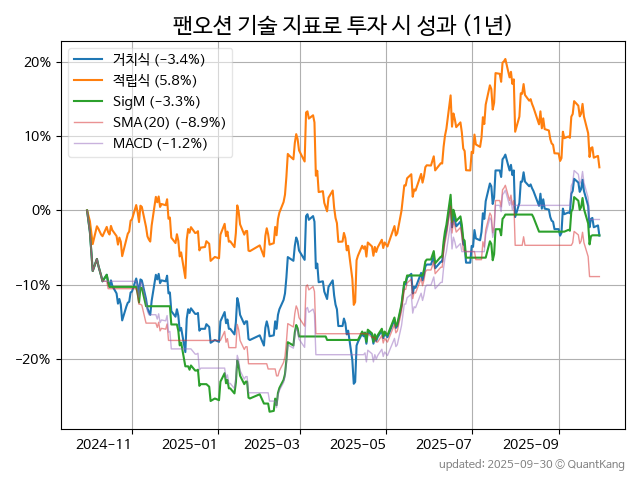 팬오션 기술 지표로 투자 시 성과 (1년)
거치식 (−3.4%)
적립식 (5.8%)
SigM (−3.3%)
SMA(20) (−8.9%)
MACD (−1.2%)
20%
10%
0%
−10%
−20%
2024-11
2025-01
2025-03
2025-05
2025-07
2025-09
updated: 2025-09-30 © QuantKang